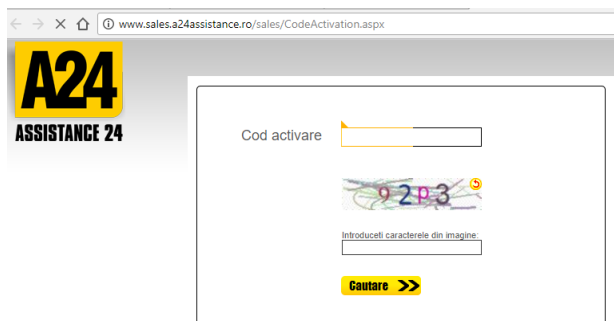 www.sales.a24assistance.ro/sales/CodeActivation.aspx
A24
ASSISTANCE 24
Cod activare
92p3
Introduceti caracterele din imagine:
Cautare